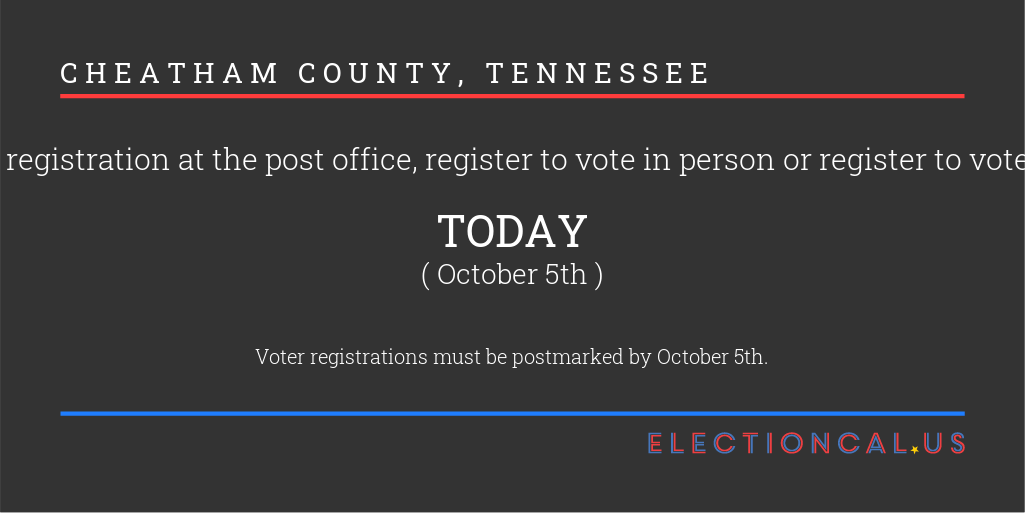 CHEATHAM COUNTY, TENNESSEE
registration at the post office, register to vote in person or register to vote
TODAY
( October 5th )
Voter registrations must be postmarked by October 5th.
ELECTIONCAL.US